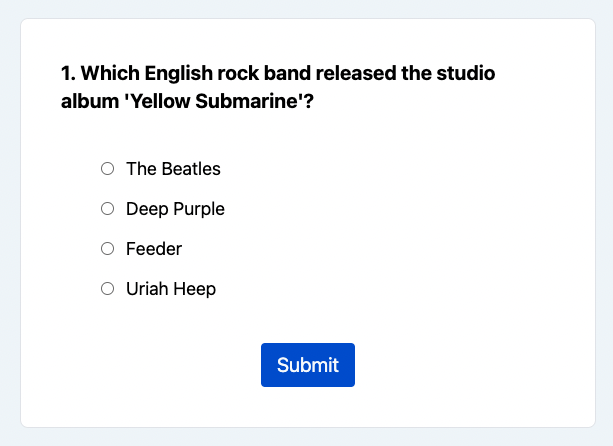 1. Which English rock band released the studio
album 'Yellow Submarine'?
The Beatles
Deep Purple
Feeder
Uriah Heep
Submit